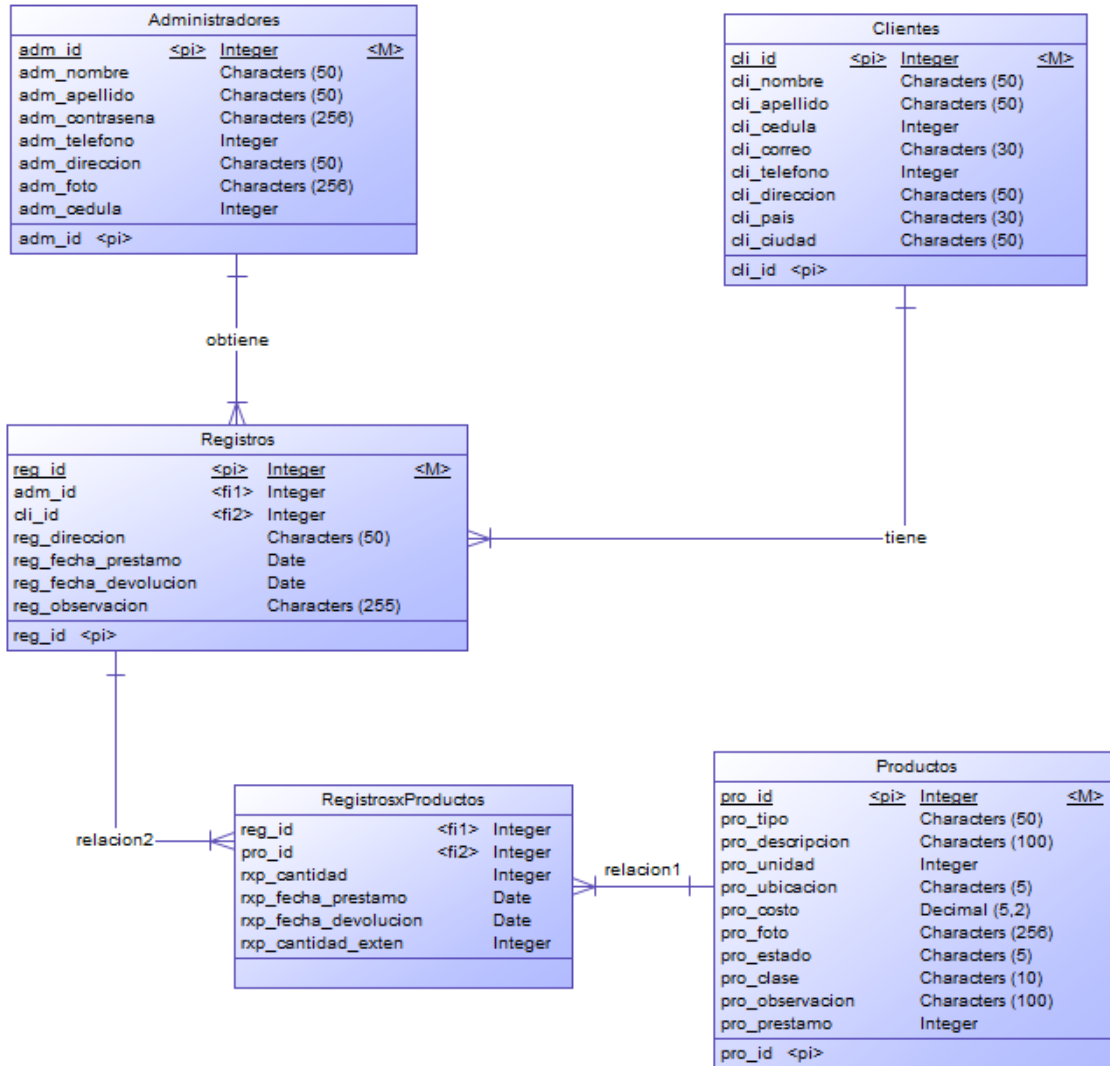 Administradores
adm_id <pi> Integer <M>
adm_nombre Characters (50)
adm_apellido Characters (50)
adm_contrasena Characters (256)
adm_telefono Integer
adm_direccion Characters (50)
adm_foto Characters (256)
adm_cedula Integer
adm_id <pi>
Clientes
cli_id <pi> Integer <M>
cli_nombre Characters (50)
cli_apellido Characters (50)
cli_cedula Integer
cli_correo Characters (30)
cli_telefono Integer
cli_direccion Characters (50)
cli_pais Characters (30)
cli_ciudad Characters (50)
cli_id <pi>
obtiene
Registros
reg_id <pi> Integer <M>
adm_id <fi1> Integer
cli_id <fi2> Integer
reg_direccion Characters (50)
reg_fecha_prestamo Date
reg_fecha_devolucion Date
reg_observacion Characters (255)
reg_id <pi>
tiene
relacion2
RegistrosxProductos
reg_id <fi1> Integer
pro_id <fi2> Integer
rxp_cantidad Integer
rxp_fecha_prestamo Date
rxp_fecha_devolucion Date
rxp_cantidad_exten Integer
relacion1
Productos
pro_id <pi> Integer <M>
pro_tipo Characters (50)
pro_descripcion Characters (100)
pro_unidad Integer
pro_ubicacion Characters (5)
pro_costo Decimal (5,2)
pro_foto Characters (256)
pro_estado Characters (5)
pro_clase Characters (10)
pro_observacion Characters (100)
pro_prestamo Integer
pro_id <pi>